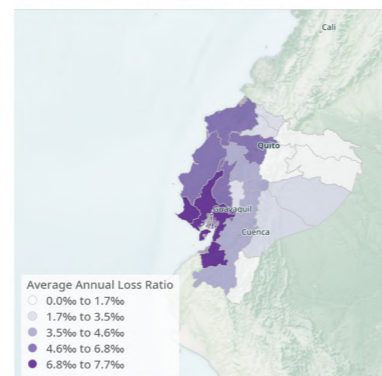 Cali
Quito
Guayaquil
Cuenca
Average Annual Loss Ratio
0.0‰ to 1.7‰
1.7‰ to 3.5‰
3.5‰ to 4.6‰
4.6‰ to 6.8‰
6.8‰ to 7.7‰